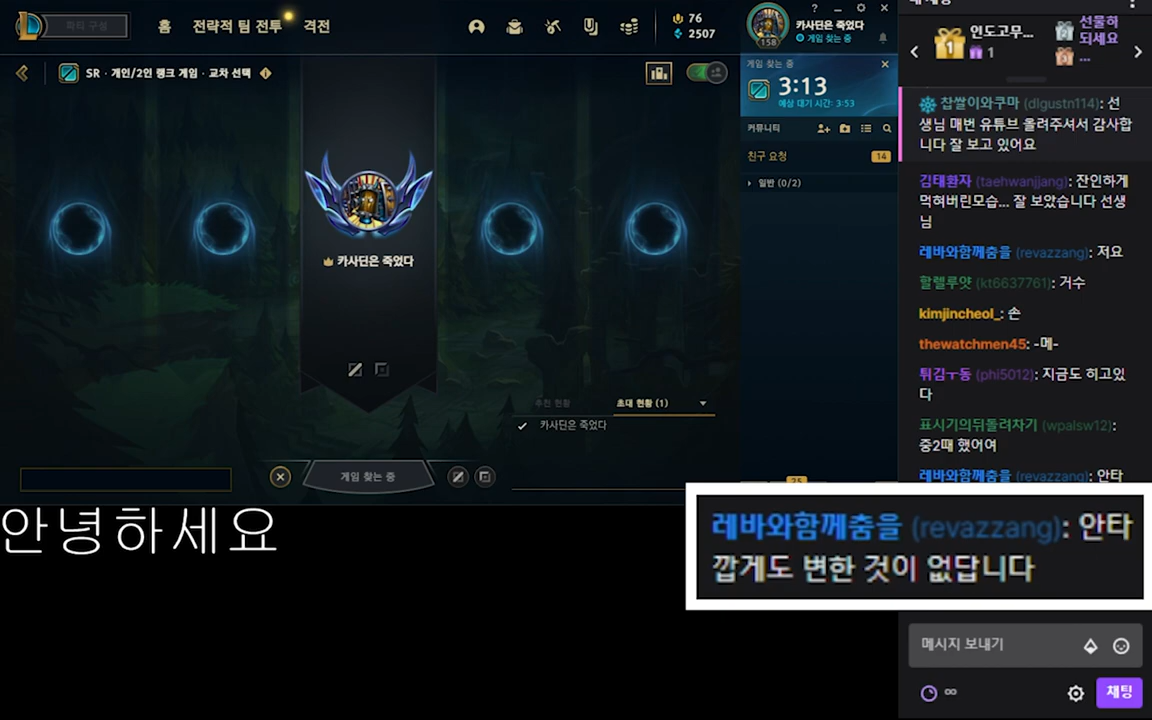 파티 구성
홈 전략적 팀 전투 격전
76
2507
158
카사딘은 죽었다
게임 찾는 중
SR · 개인/2인 랭크 게임 · 교차 선택
게임 찾는 중
3:13
예상 대기 시간: 3:53
커뮤니티
친구 요청 14
일반 (0/2)
카사딘은 죽었다
추천 현황
초대 현황 (1)
카사딘은 죽었다
게임 찾는 중
25
안녕하세요
1 인도고무... 1
2 선물하
되세요
3 ...
찹쌀이와쿠마 (dlgustn114): 선
생님 매번 유튜브 올려주셔서 감사합
니다 잘 보고 있어요
김태환자 (taehwanjjang): 잔인하게
먹혀버린모습... 잘 보았습니다 선생
님
레바와함께춤을 (revazzang): 저요
할렐루얏 (kt6637761): 거수
kimjincheol_: 손
thewatchmen45: -메-
튀김ㅜ동 (phi5012): 지금도 히고있
다
표시기의뒤돌려차기 (wpalsw12):
중2때 했어여
레바와함께춤을 (revazzang): 안타
레바와함께춤을 (revazzang): 안타
깝게도 변한 것이 없답니다
메시지 보내기
채팅